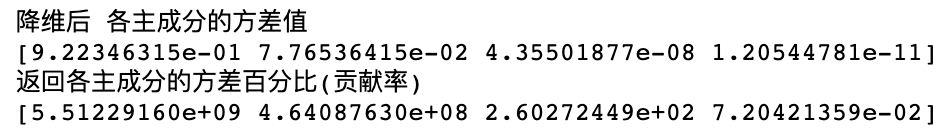 降维后 各主成分的方差值
[9.22346315e-01 7.76536415e-02 4.35501877e-08 1.20544781e-11]
返回各主成分的方差百分比(贡献率)
[5.51229160e+09 4.64087630e+08 2.60272449e+02 7.20421359e-02]